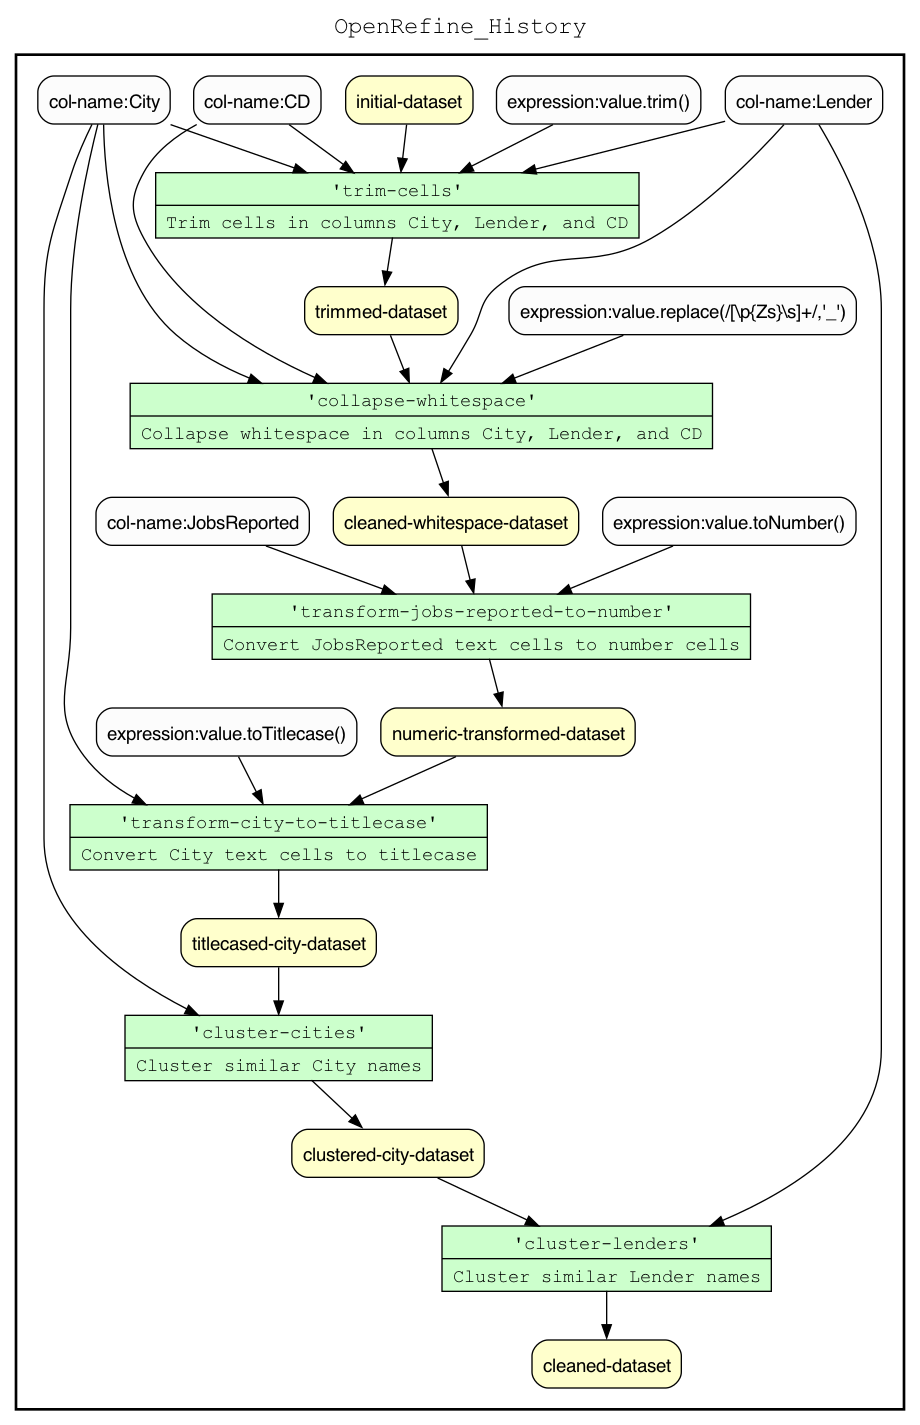 OpenRefine_History
col-name:City
col-name:CD
initial-dataset
expression:value.trim()
col-name:Lender
'trim-cells'
Trim cells in columns City, Lender, and CD
trimmed-dataset
expression:value.replace(/[\p{Zs}\s]+/,'_')
'collapse-whitespace'
Collapse whitespace in columns City, Lender, and CD
col-name:JobsReported
cleaned-whitespace-dataset
expression:value.toNumber()
'transform-jobs-reported-to-number'
Convert JobsReported text cells to number cells
expression:value.toTitlecase()
numeric-transformed-dataset
'transform-city-to-titlecase'
Convert City text cells to titlecase
titlecased-city-dataset
'cluster-cities'
Cluster similar City names
clustered-city-dataset
'cluster-lenders'
Cluster similar Lender names
cleaned-dataset